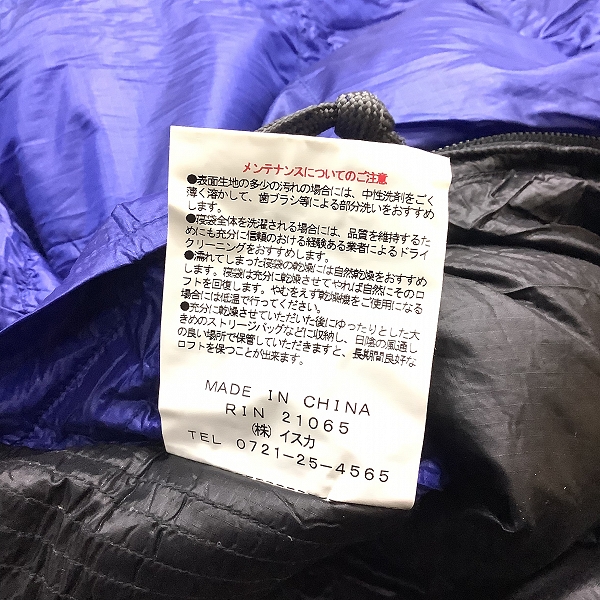 メンテナンスについてのご注意
●表面生地の多少の汚れの場合には、中性洗剤をごく
薄く溶かして、歯ブラシ等による部分洗いをおすすめ
します。
●寝袋全体を洗濯される場合には、品質を維持するた
めにも充分に信頼のおける経験ある業者によるドライ
クリーニングをおすすめします。
●濡れてしまった寝袋の乾燥には自然乾燥をおすすめ
します。寝袋は充分に乾燥させてやれば自然にそのロ
フトを回復します。やむをえず乾燥機をご使用になる
場合には低温で行ってください。
●充分に乾燥させていただいた後にゆったりとした大
きめのストリージバッグなどに収納し、日陰の風通し
の良い場所で保管していただきますと、長期間良好な
ロフトを保つことが出来ます。
MADE IN CHINA
RIN 21065
(株) イスカ
TEL 0721-25-4565